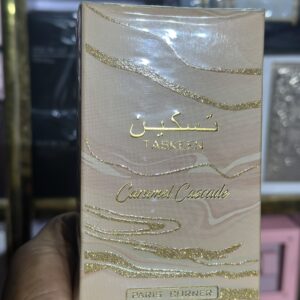 تسكين
TASKEEN
Caramel Cascade
PARIS CORNER